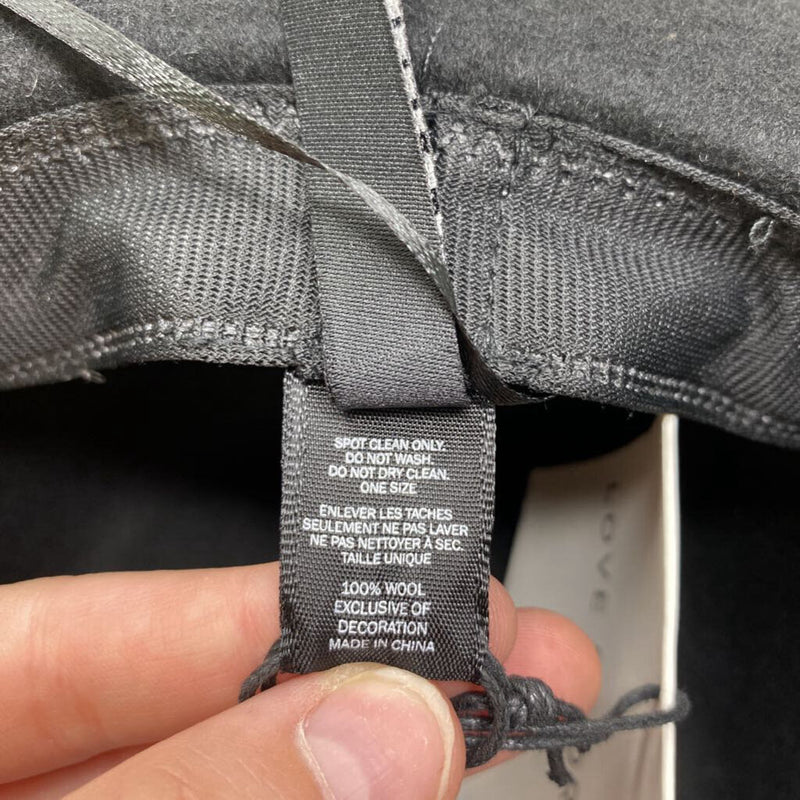 SPOT CLEAN ONLY.
DO NOT WASH.
DO NOT DRY CLEAN.
ONE SIZE
ENLEVER LES TACHES
SEULEMENT NE PAS LAVER
NE PAS NETTOYER À SEC.
TAILLE UNIQUE
100% WOOL
EXCLUSIVE OF
DECORATION
MADE IN CHINA
LOVE